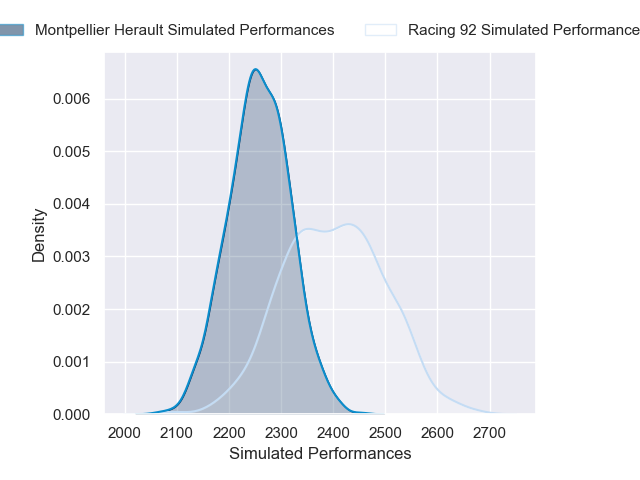 Montpellier Herault Simulated Performances
Racing 92 Simulated Performance
0.006
0.005
0.004
0.003
0.002
0.001
0.000
Density
2000 2100 2200 2300 2400 2500 2600 2700
Simulated Performances